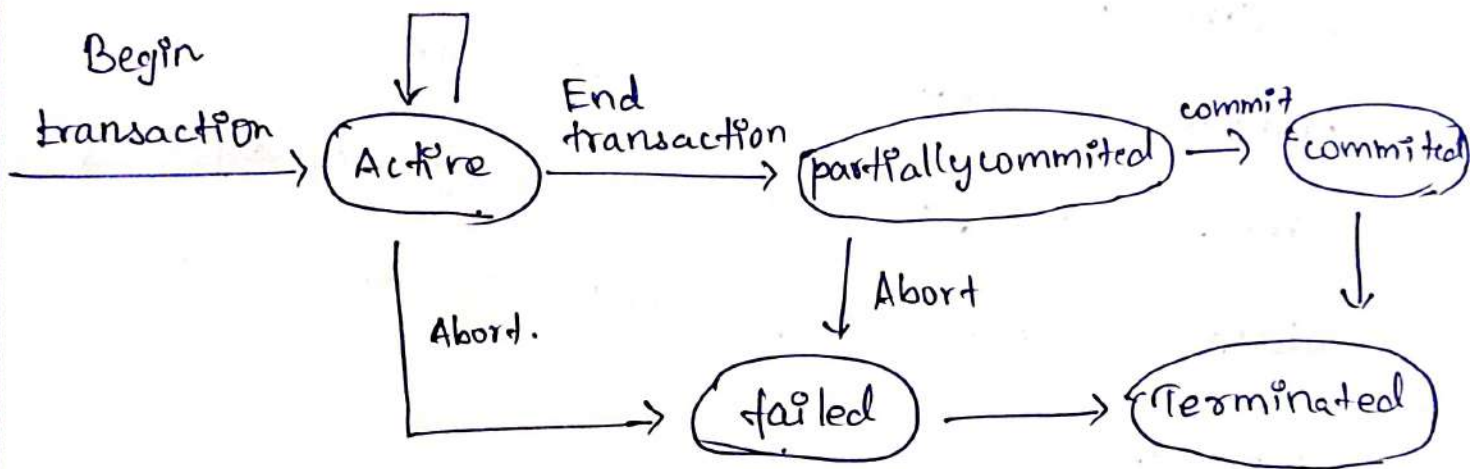 Begin
transaction
Active
End
transaction
partiallycommited
commit
commited
Abort.
Abort
failed
Terminated